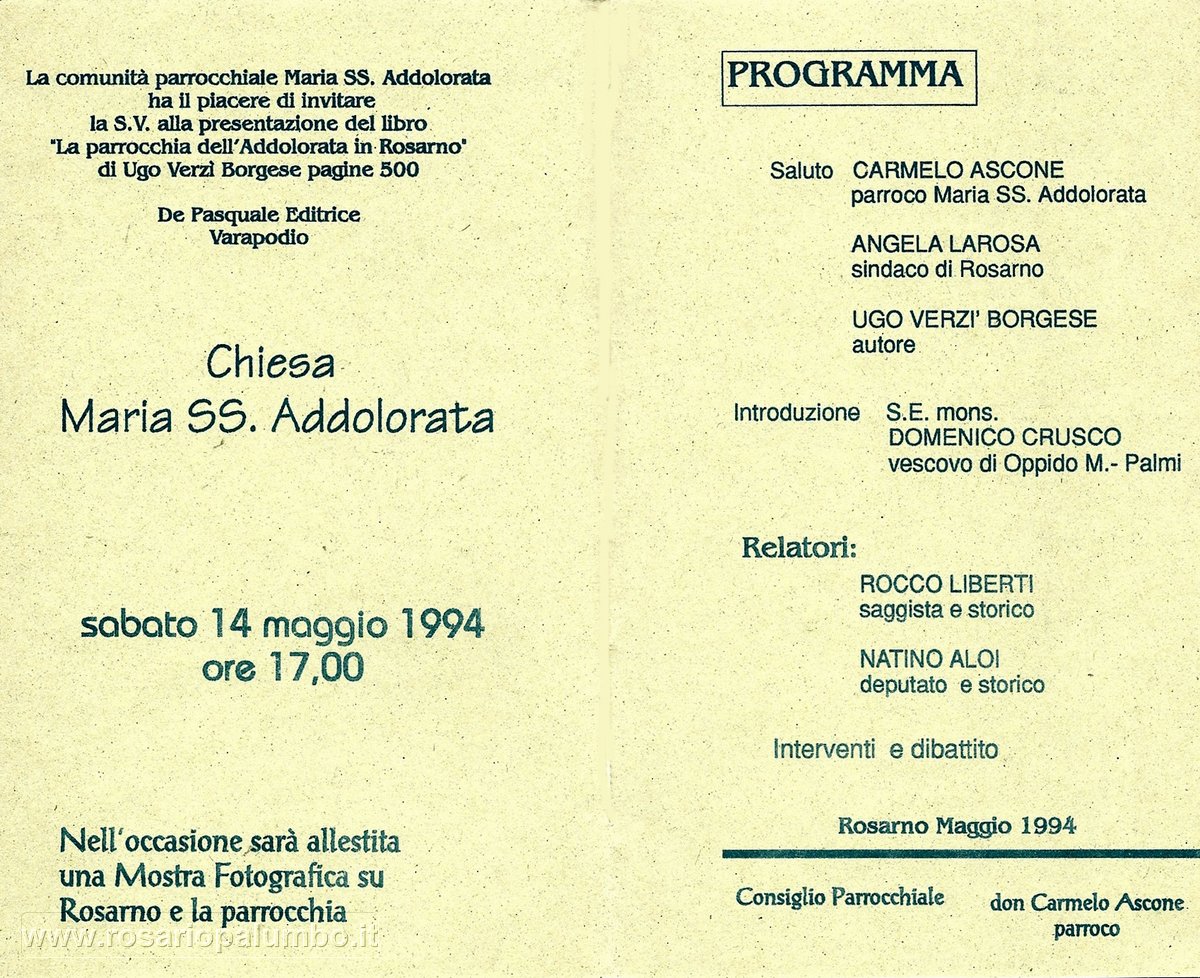 La comunità parrocchiale Maria SS. Addolorata
ha il piacere di invitare
la S.V. alla presentazione del libro
"La parrocchia dell'Addolorata in Rosarno"
di Ugo Verzì Borgese pagine 500
De Pasquale Editrice
Varapodio
Chiesa
Maria SS. Addolorata
sabato 14 maggio 1994
ore 17,00
Nell'occasione sarà allestita
una Mostra Fotografica su
Rosarno e la parrocchia
www.rosariopalumbo.it
PROGRAMMA
Saluto CARMELO ASCONE
parroco Maria SS. Addolorata
ANGELA LAROSA
sindaco di Rosarno
UGO VERZI' BORGESE
autore
Introduzione S.E. mons.
DOMENICO CRUSCO
vescovo di Oppido M.- Palmi
Relatori:
ROCCO LIBERTI
saggista e storico
NATINO ALOI
deputato e storico
Interventi e dibattito
Rosarno Maggio 1994
Consiglio Parrocchiale
don Carmelo Ascone
parroco